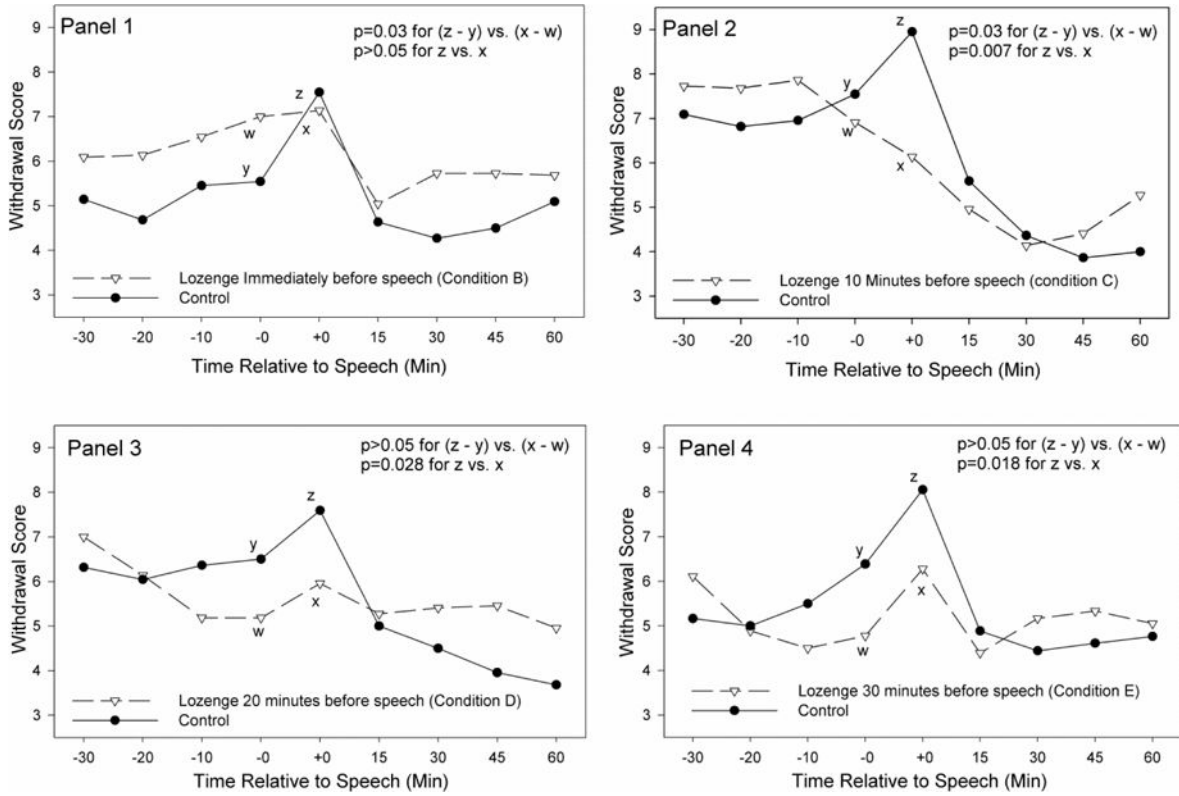 Panel 1
p=0.03 for (z - y) vs. (x - w)
p>0.05 for z vs. x
Withdrawal Score
9
8
7
6
5
4
3
z
w
x
y
Lozenge Immediately before speech (Condition B)
Control
-30 -20 -10 -0 +0 15 30 45 60
Time Relative to Speech (Min)
Panel 2
p=0.03 for (z - y) vs. (x - w)
p=0.007 for z vs. x
Withdrawal Score
9
8
7
6
5
4
3
z
y
w
x
Lozenge 10 Minutes before speech (condition C)
Control
-30 -20 -10 -0 +0 15 30 45 60
Time Relative to Speech (Min)
Panel 3
p>0.05 for (z - y) vs. (x - w)
p=0.028 for z vs. x
Withdrawal Score
9
8
7
6
5
4
3
z
y
x
w
Lozenge 20 minutes before speech (Condition D)
Control
-30 -20 -10 -0 +0 15 30 45 60
Time Relative to Speech (Min)
Panel 4
p>0.05 for (z - y) vs. (x - w)
p=0.018 for z vs. x
Withdrawal Score
9
8
7
6
5
4
3
z
y
x
w
Lozenge 30 minutes before speech (Condition E)
Control
-30 -20 -10 -0 +0 15 30 45 60
Time Relative to Speech (Min)